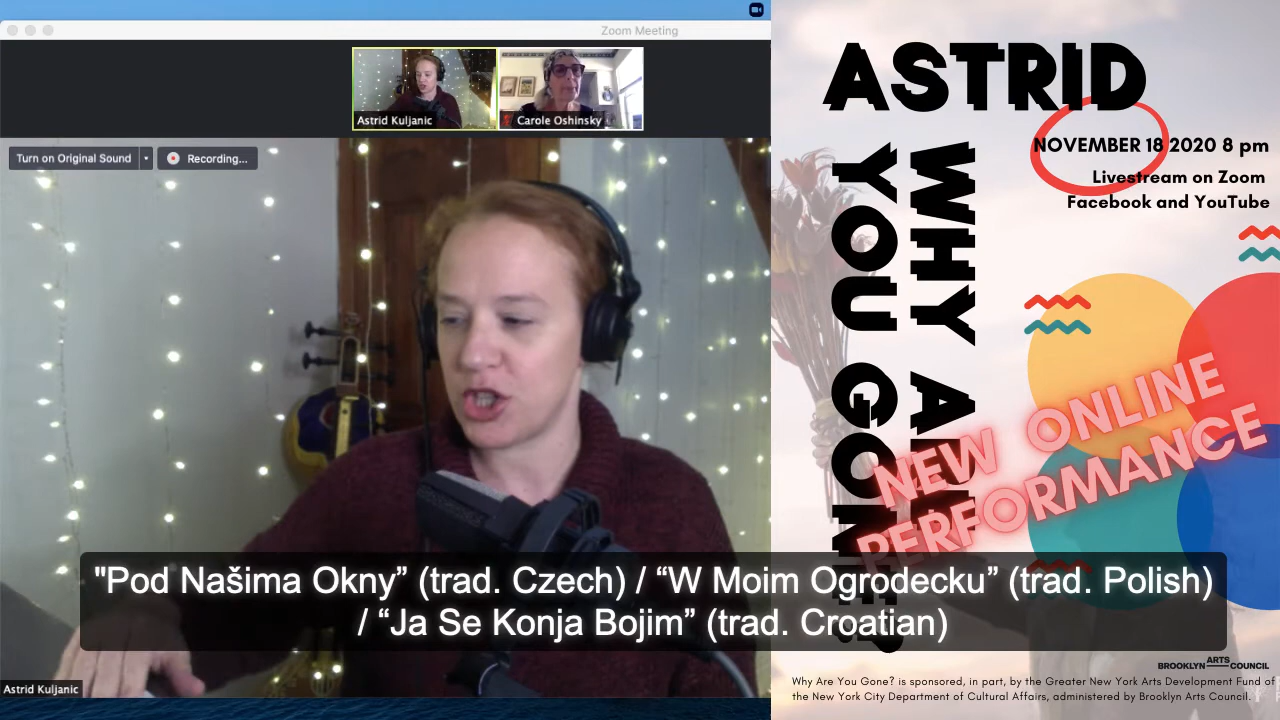 Zoom Meeting
Astrid Kuljanic
Carole Oshinsky
Turn on Original Sound
Recording...
ASTRID
NOVEMBER 18 2020 8 pm
Livestream on Zoom
Facebook and YouTube
WHY ARE
YOU GONE?
NEW ONLINE
PERFORMANCE
"Pod Našima Okny” (trad. Czech) / “W Moim Ogrodecku” (trad. Polish)
/ “Ja Se Konja Bojim” (trad. Croatian)
BROOKLYN ARTS COUNCIL
Why Are You Gone? is sponsored, in part, by the Greater New York Arts Development Fund of
the New York City Department of Cultural Affairs, administered by Brooklyn Arts Council.
Astrid Kuljanic